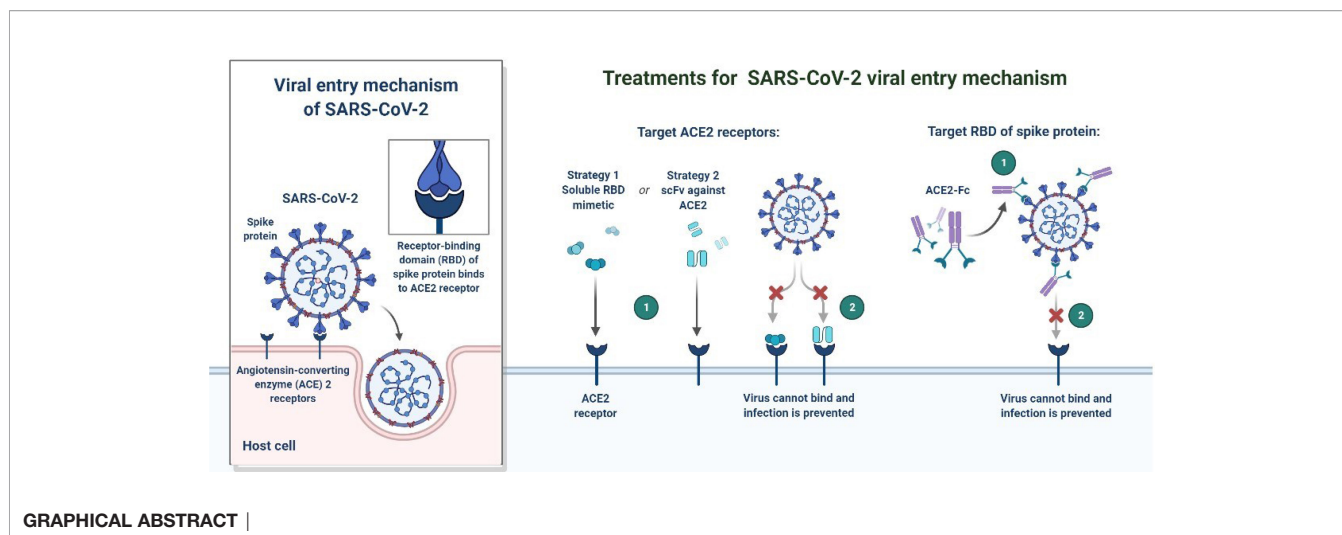 Viral entry mechanism
of SARS-CoV-2
SARS-CoV-2
Spike
protein
Receptor-binding
domain (RBD) of
spike protein binds
to ACE2 receptor
Angiotensin-converting
enzyme (ACE) 2
receptors
Host cell
Treatments for SARS-CoV-2 viral entry mechanism
Target ACE2 receptors:
Strategy 1
Soluble RBD
mimetic
or
Strategy 2
scFv against
ACE2
1
2
ACE2
receptor
Virus cannot bind and
infection is prevented
Target RBD of spike protein:
ACE2-Fc
1
2
Virus cannot bind and
infection is prevented
GRAPHICAL ABSTRACT |